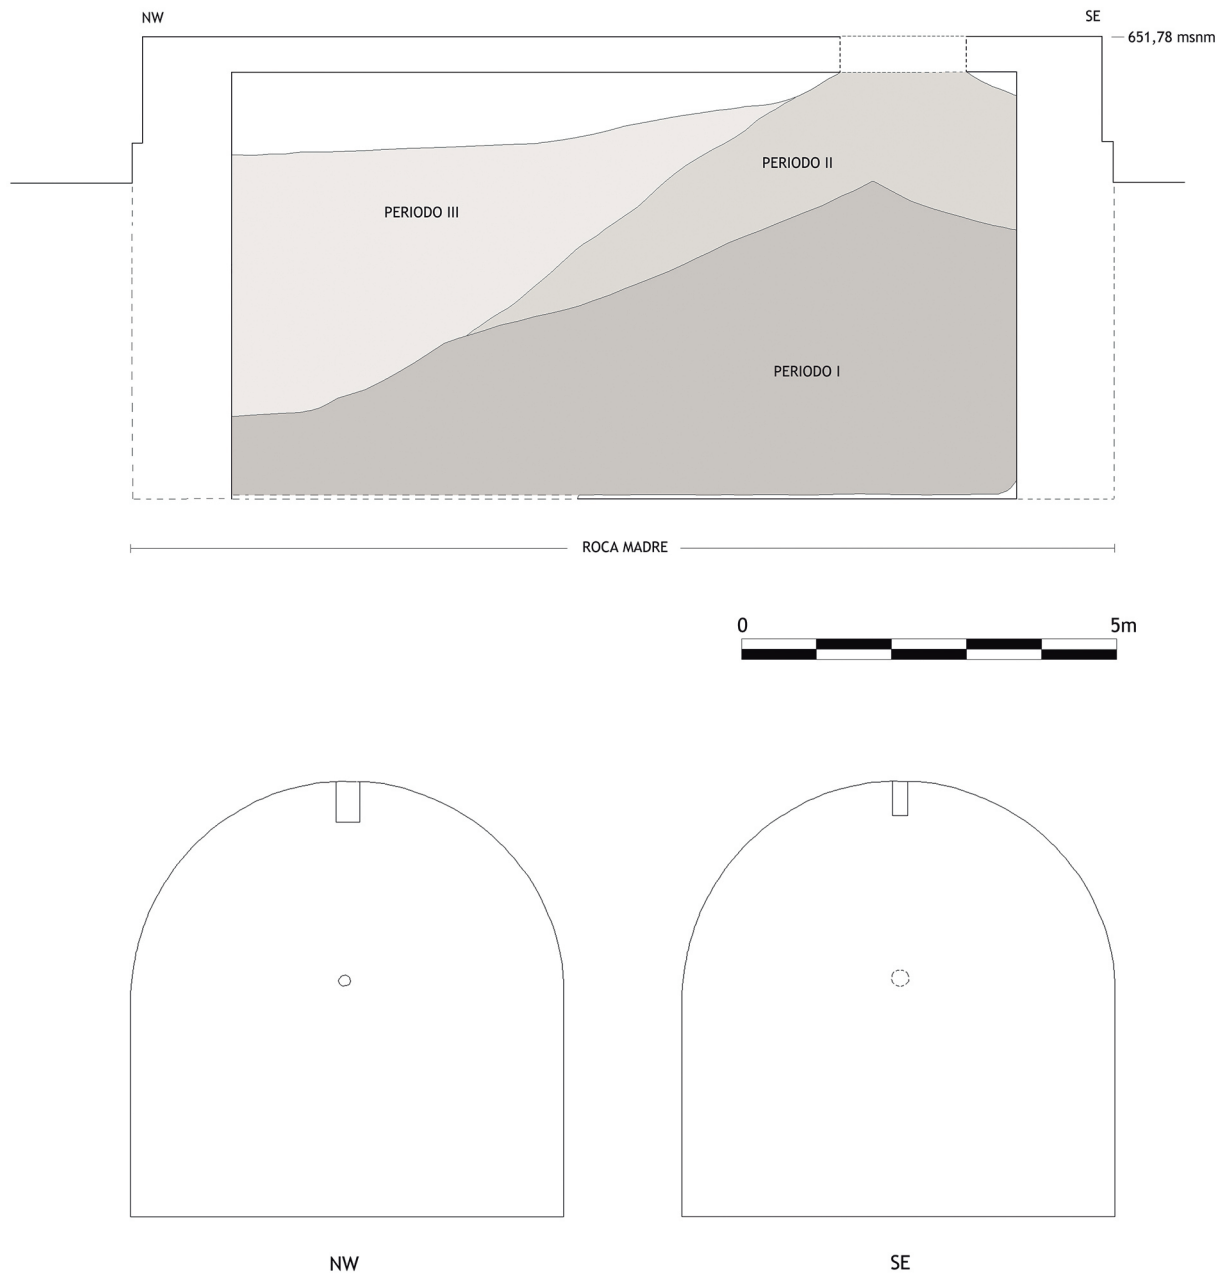 NW
SE
651,78 msnm
PERIODO II
PERIODO III
PERIODO I
ROCA MADRE
0
5m
NW
SE